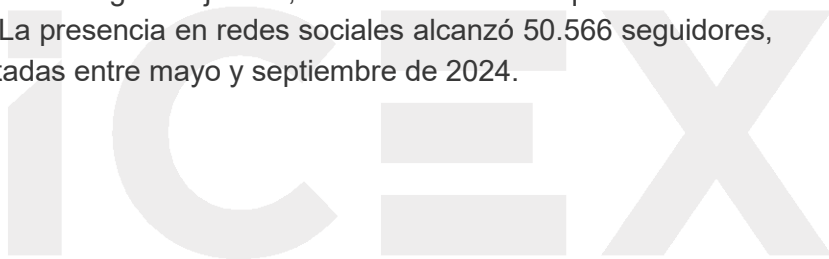 La presencia en redes sociales alcanzó 50.566 seguidores,
tadas entre mayo y septiembre de 2024.
ICEX